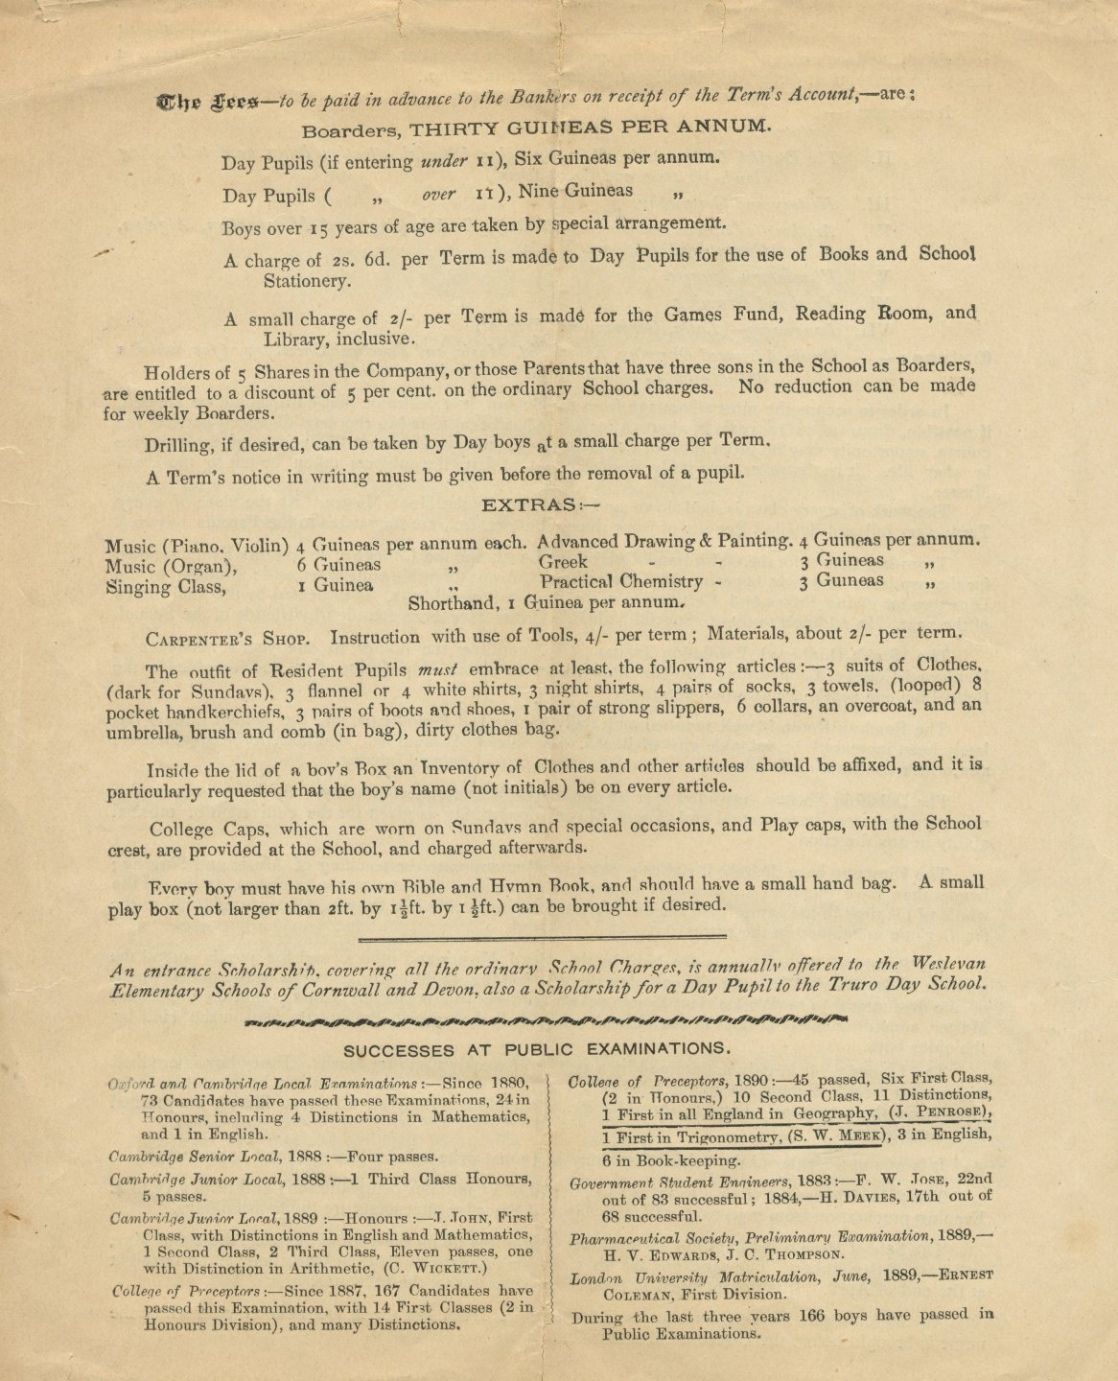 The Fees—to be paid in advance to the Bankers on receipt of the Term's Account,—are:
Boarders, THIRTY GUINEAS PER ANNUM.
Day Pupils (if entering under 11), Six Guineas per annum.
Day Pupils ( „ over 11), Nine Guineas „
Boys over 15 years of age are taken by special arrangement.
A charge of 2s. 6d. per Term is made to Day Pupils for the use of Books and School
Stationery.
A small charge of 2/- per Term is made for the Games Fund, Reading Room, and
Library, inclusive.
Holders of 5 Shares in the Company, or those Parents that have three sons in the School as Boarders,
are entitled to a discount of 5 per cent. on the ordinary School charges. No reduction can be made
for weekly Boarders.
Drilling, if desired, can be taken by Day boys at a small charge per Term.
A Term's notice in writing must be given before the removal of a pupil.
EXTRAS:—
Music (Piano, Violin) 4 Guineas per annum each. Advanced Drawing & Painting. 4 Guineas per annum.
Music (Organ), 6 Guineas „ Greek - - 3 Guineas „
Singing Class, 1 Guinea „ Practical Chemistry - 3 Guineas „
Shorthand, 1 Guinea per annum.
CARPENTER'S SHOP. Instruction with use of Tools, 4/- per term; Materials, about 2/- per term.
The outfit of Resident Pupils must embrace at least, the following articles:—3 suits of Clothes,
(dark for Sundays), 3 flannel or 4 white shirts, 3 night shirts, 4 pairs of socks, 3 towels, (looped) 8
pocket handkerchiefs, 3 pairs of boots and shoes, 1 pair of strong slippers, 6 collars, an overcoat, and an
umbrella, brush and comb (in bag), dirty clothes bag.
Inside the lid of a boy's Box an Inventory of Clothes and other articles should be affixed, and it is
particularly requested that the boy's name (not initials) be on every article.
College Caps, which are worn on Sundays and special occasions, and Play caps, with the School
crest, are provided at the School, and charged afterwards.
Every boy must have his own Bible and Hymn Book, and should have a small hand bag. A small
play box (not larger than 2ft. by 1½ft. by 1½ft.) can be brought if desired.
An entrance Scholarship, covering all the ordinary School Charges, is annually offered to the Wesleyan
Elementary Schools of Cornwall and Devon, also a Scholarship for a Day Pupil to the Truro Day School.
SUCCESSES AT PUBLIC EXAMINATIONS.
Oxford and Cambridge Local Examinations:—Since 1880,
73 Candidates have passed these Examinations, 24 in
Honours, including 4 Distinctions in Mathematics,
and 1 in English.
Cambridge Senior Local, 1888:—Four passes.
Cambridge Junior Local, 1888:—1 Third Class Honours,
5 passes.
Cambridge Junior Local, 1889:—Honours:—J. JOHN, First
Class, with Distinctions in English and Mathematics,
1 Second Class, 2 Third Class, Eleven passes, one
with Distinction in Arithmetic, (C. WICKETT.)
College of Preceptors:—Since 1887, 167 Candidates have
passed this Examination, with 14 First Classes (2 in
Honours Division), and many Distinctions.
College of Preceptors, 1890:—45 passed, Six First Class,
(2 in Honours,) 10 Second Class, 11 Distinctions,
1 First in all England in Geography, (J. PENROSE),
1 First in Trigonometry, (S. W. MEEK), 3 in English,
6 in Book-keeping.
Government Student Engineers, 1883:—F. W. JOSE, 22nd
out of 83 successful; 1884,—H. DAVIES, 17th out of
68 successful.
Pharmaceutical Society, Preliminary Examination, 1889,—
H. V. EDWARDS, J. C. THOMPSON.
London University Matriculation, June, 1889,—ERNEST
COLEMAN, First Division.
During the last three years 166 boys have passed in
Public Examinations.